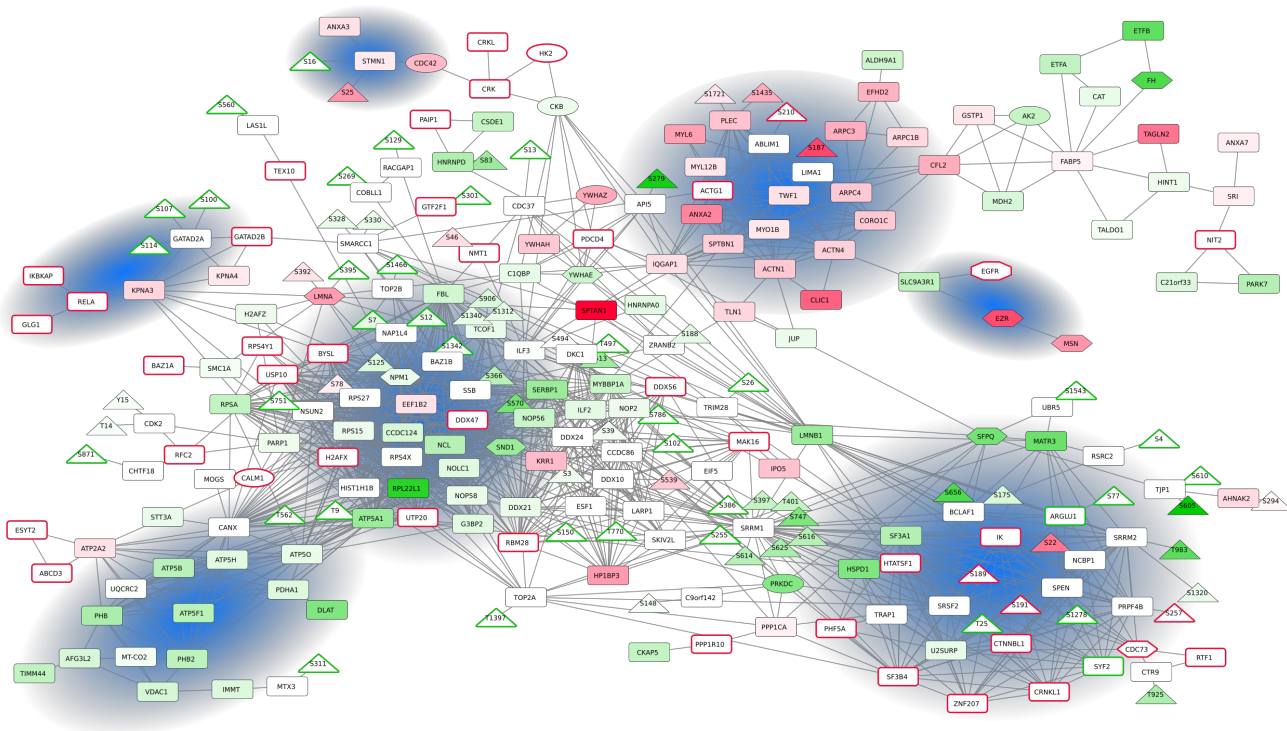 ANXA3
CRKL
HK2
ETFB
STMN1
S16
CDC42
S25
CRK
ALDH9A1
ETFA
FH
CAT
CKB
S1721
S1435
S210
EFHD2
S560
LAS1L
PAIP1
CSDE1
HNRNPD
S83
S129
RACGAP1
S13
MYL6
PLEC
ABLIM1
ARPC3
ARPC1B
GSTP1
AK2
TAGLN2
ANXA7
TEX10
S269
COBLL1
S187
MYL12B
LIMA1
CFL2
FABP5
HINT1
SRI
S279
ACTG1
TWF1
ARPC4
MDH2
S107
S100
S328
S330
GTF2F1
S301
CDC37
YWHAZ
API5
ANXA2
MYO1B
CORO1C
TALDO1
S114
GATAD2A
GATAD2B
SMARCC1
S46
NMT1
YWHAH
PDCD4
SPTBN1
ACTN4
NIT2
IKBKAP
KPNA4
S392
S395
S1466
C1QBP
YWHAE
IQGAP1
ACTN1
EGFR
RELA
KPNA3
LMNA
TOP2B
FBL
S906
SLC9A3R1
C21orf33
PARK7
GLG1
H2AFZ
S7
S12
S1340
S1312
SPTAN1
HNRNPA0
TLN1
CLIC1
EZR
NAP1L4
TCOF1
S494
T497
S188
JUP
MSN
RPS4Y1
BYSL
S1342
ILF3
DKC1
S13
ZRANB2
BAZ1A
SMC1A
USP10
S125
BAZ1B
NPM1
S366
SERBP1
MYBBP1A
DDX56
S26
S78
RPS27
SSB
S1543
Y15
RPSA
S751
NSUN2
EEF1B2
S570
NOP56
ILF2
NOP2
S786
TRIM28
UBR5
T14
CDK2
RPS15
CCDC124
DDX47
DDX24
S39
LMNB1
SFPQ
MATR3
S4
S871
RFC2
PARP1
NCL
SND1
CCDC86
S102
MAK16
RSRC2
CHTF18
MOGS
CALM1
H2AFX
RPS4X
NOLC1
KRR1
S3
DDX10
S539
EIF5
IPO5
S610
TJP1
AHNAK2
HIST1H1B
RPL22L1
NOP58
S397
T401
S656
S175
S77
S605
S294
STT3A
CANX
T562
T9
ATP5A1
UTP20
DDX21
ESF1
LARP1
S386
S747
BCLAF1
ARGLU1
ESYT2
G3BP2
SRRM1
ATP2A2
ATP5H
ATP5O
RBM28
S150
T770
SKIV2L
S255
S616
SF3A1
IK
S22
SRRM2
T983
ABCD3
ATP5B
S614
S625
HTATSF1
NCBP1
UQCRC2
PDHA1
HP1BP3
HSPD1
S189
SPEN
PRKDC
PHB
ATP5F1
DLAT
TOP2A
C9orf142
S148
TRAP1
SRSF2
S191
S1278
PRPF4B
S1320
S257
T1397
PPP1CA
PHF5A
T25
AFG3L2
MT-CO2
PHB2
S311
CKAP5
PPP1R10
U2SURP
CTNNBL1
CDC73
TIMM44
SYF2
RTF1
VDAC1
IMMT
MTX3
SF3B4
CTR9
CRNKL1
T925
ZNF207